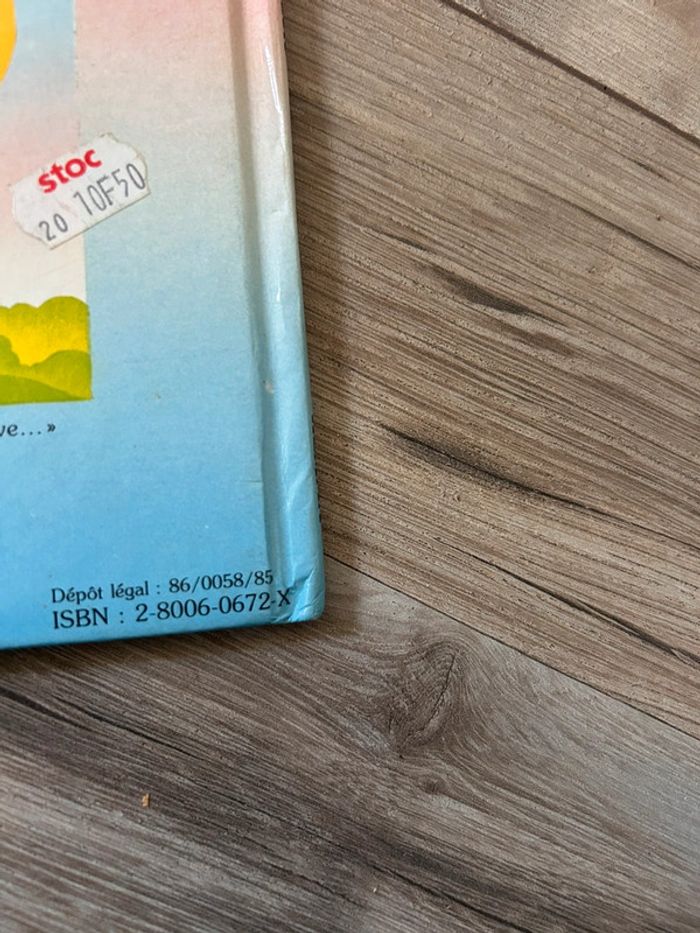 stoc
20 10F50
ve... »
Dépôt légal : 86/0058/85
ISBN : 2-8006-0672-X